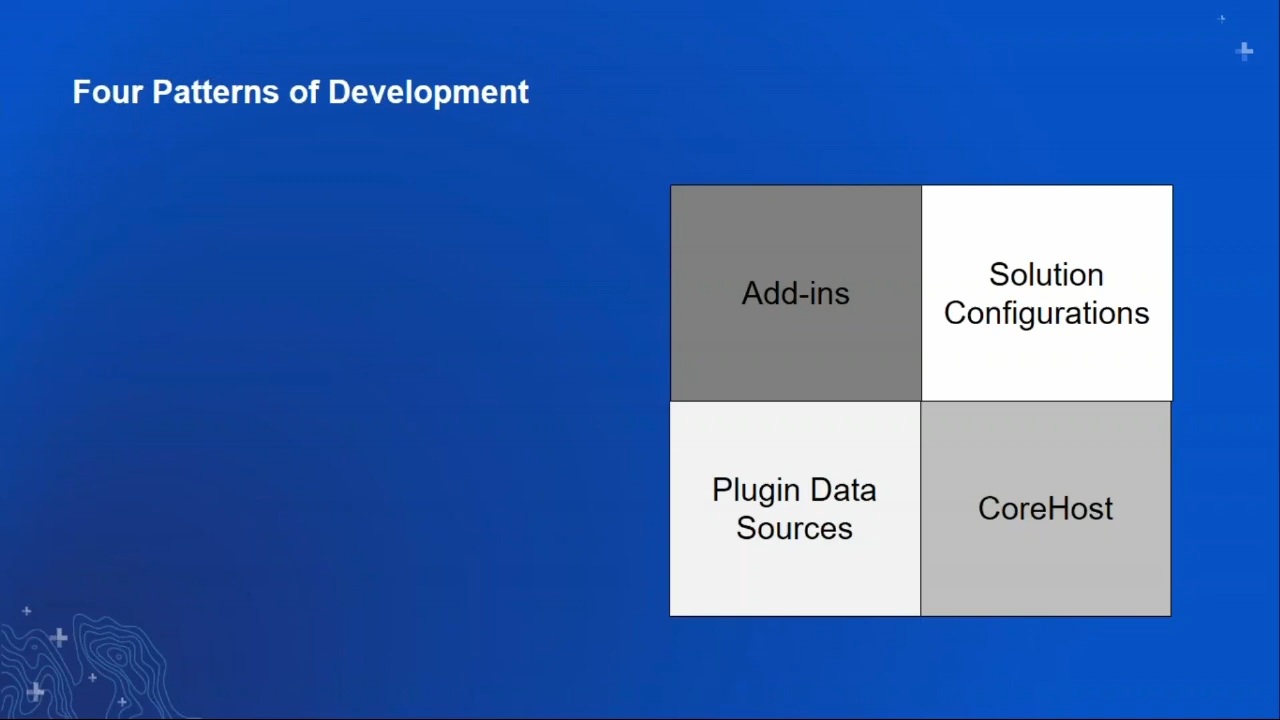 Four Patterns of Development
Add-ins
Solution
Configurations
Plugin Data
Sources
CoreHost